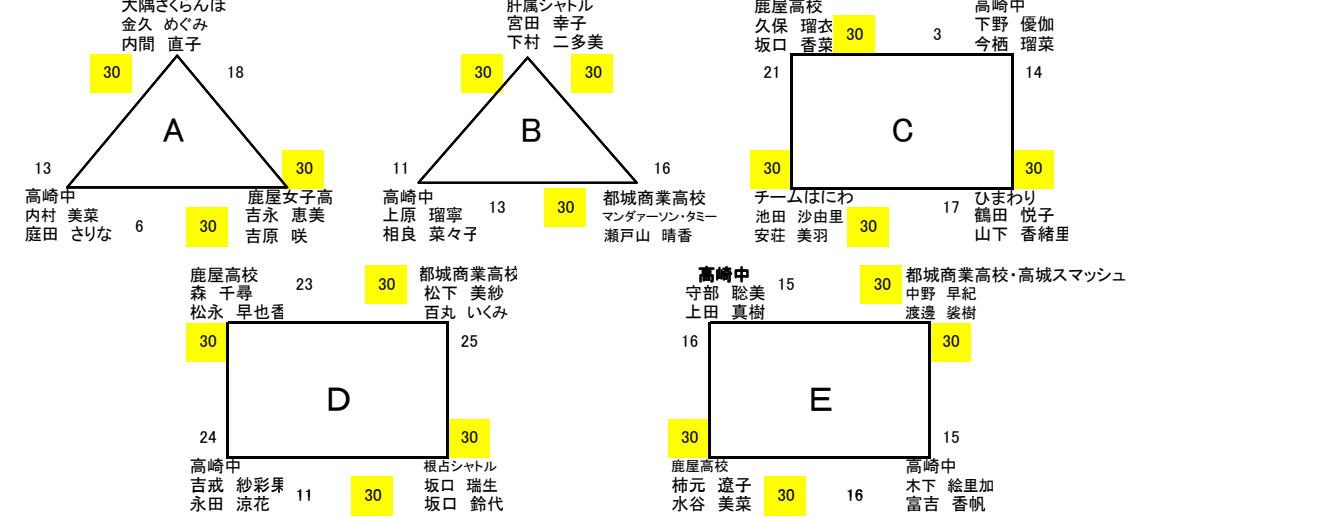 大隅さくらんぼ
金久 めぐみ
内間 直子
30
18
A
13
30
高崎中
内村 美菜
庭田 さりな
6
30
鹿屋女子高
吉永 恵美
吉原 咲
肝属シャトル
宮田 幸子
下村 二多美
30
30
B
11
16
高崎中
上原 瑠寧
相良 菜々子
13
30
都城商業高校
マンダァーソン・タミー
瀬戸山 晴香
鹿屋高校
久保 瑠衣
坂口 香菜
30
3
高崎中
下野 優伽
今栖 瑠菜
21
14
C
30
30
チームはにわ
池田 沙由里
安荘 美羽
30
17
ひまわり
鶴田 悦子
山下 香緒里
鹿屋高校
森 千尋
松永 早也香
23
30
都城商業高校
松下 美紗
百丸 いくみ
30
25
D
24
30
高崎中
吉戒 紗彩果
永田 涼花
11
30
根占シャトル
坂口 瑞生
坂口 鈴代
高崎中
守部 聡美
上田 真樹
15
30
都城商業高校・高城スマッシュ
中野 早紀
渡邊 裟樹
16
30
E
30
15
鹿屋高校
柿元 遼子
水谷 美菜
30
16
高崎中
木下 絵里加
富吉 香帆